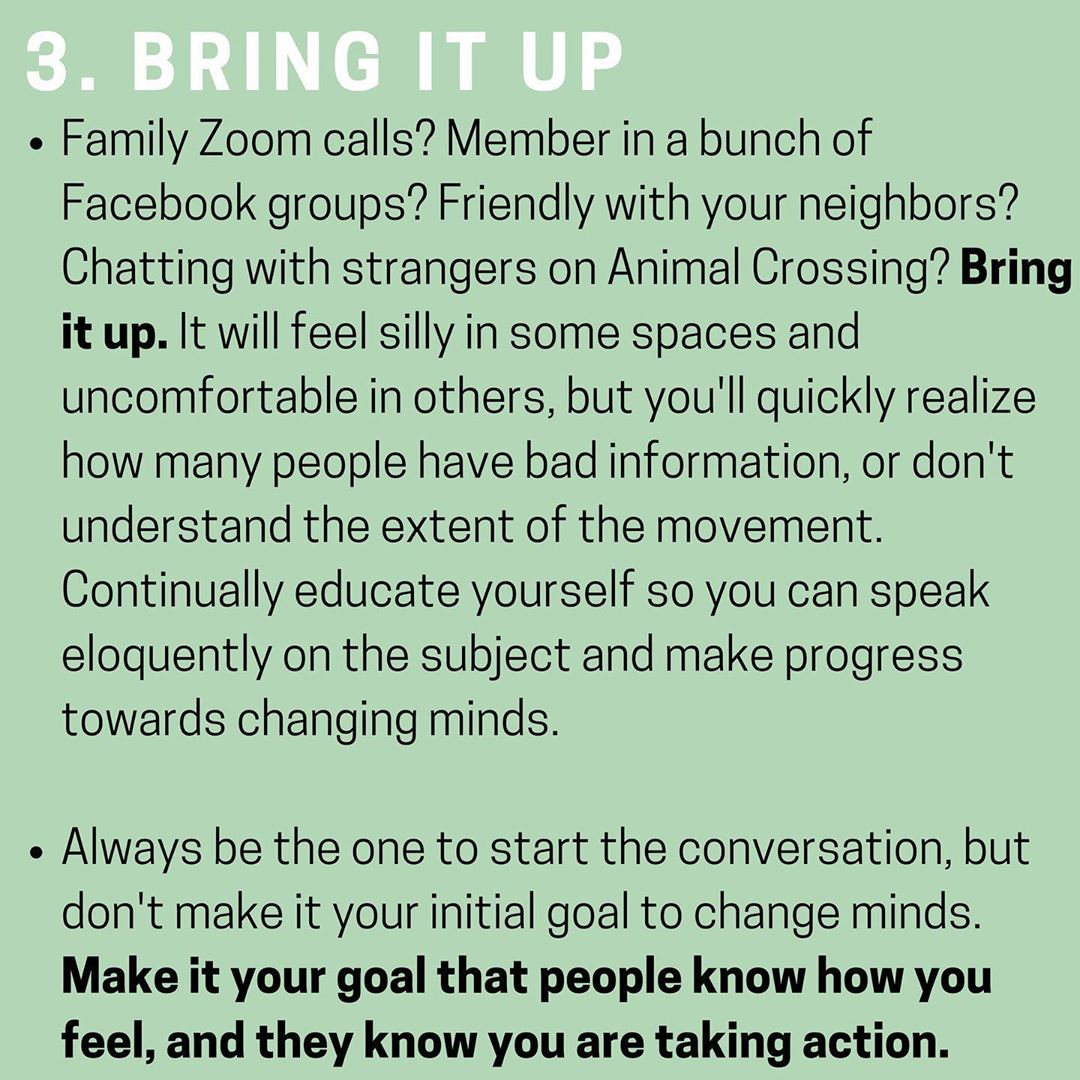 3. BRING IT UP
• Family Zoom calls? Member in a bunch of
Facebook groups? Friendly with your neighbors?
Chatting with strangers on Animal Crossing? Bring
it up. It will feel silly in some spaces and
uncomfortable in others, but you'll quickly realize
how many people have bad information, or don't
understand the extent of the movement.
Continually educate yourself so you can speak
eloquently on the subject and make progress
towards changing minds.
• Always be the one to start the conversation, but
don't make it your initial goal to change minds.
Make it your goal that people know how you
feel, and they know you are taking action.